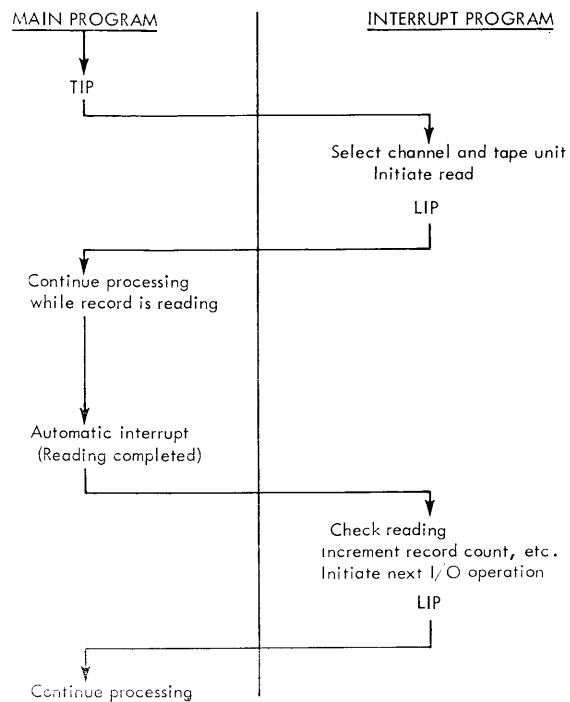 MAIN PROGRAM
INTERRUPT PROGRAM
TIP
Select channel and tape unit
Initiate read
LIP
Continue processing
while record is reading
Automatic interrupt
(Reading completed)
Check reading
Increment record count, etc.
Initiate next I/O operation
LIP
Continue processing